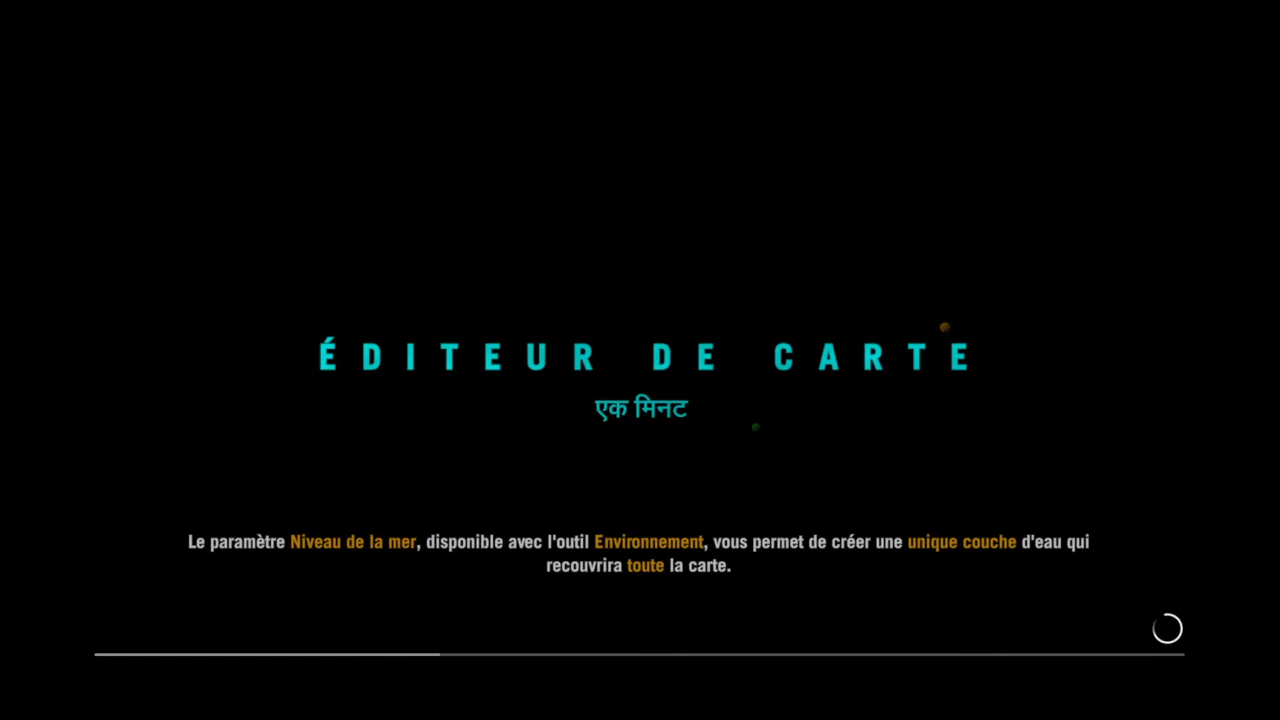 ÉDITEUR DE CARTE
एक मिनट
Le paramètre Niveau de la mer, disponible avec l'outil Environnement, vous permet de créer une unique couche d'eau qui
recouvrira toute la carte.